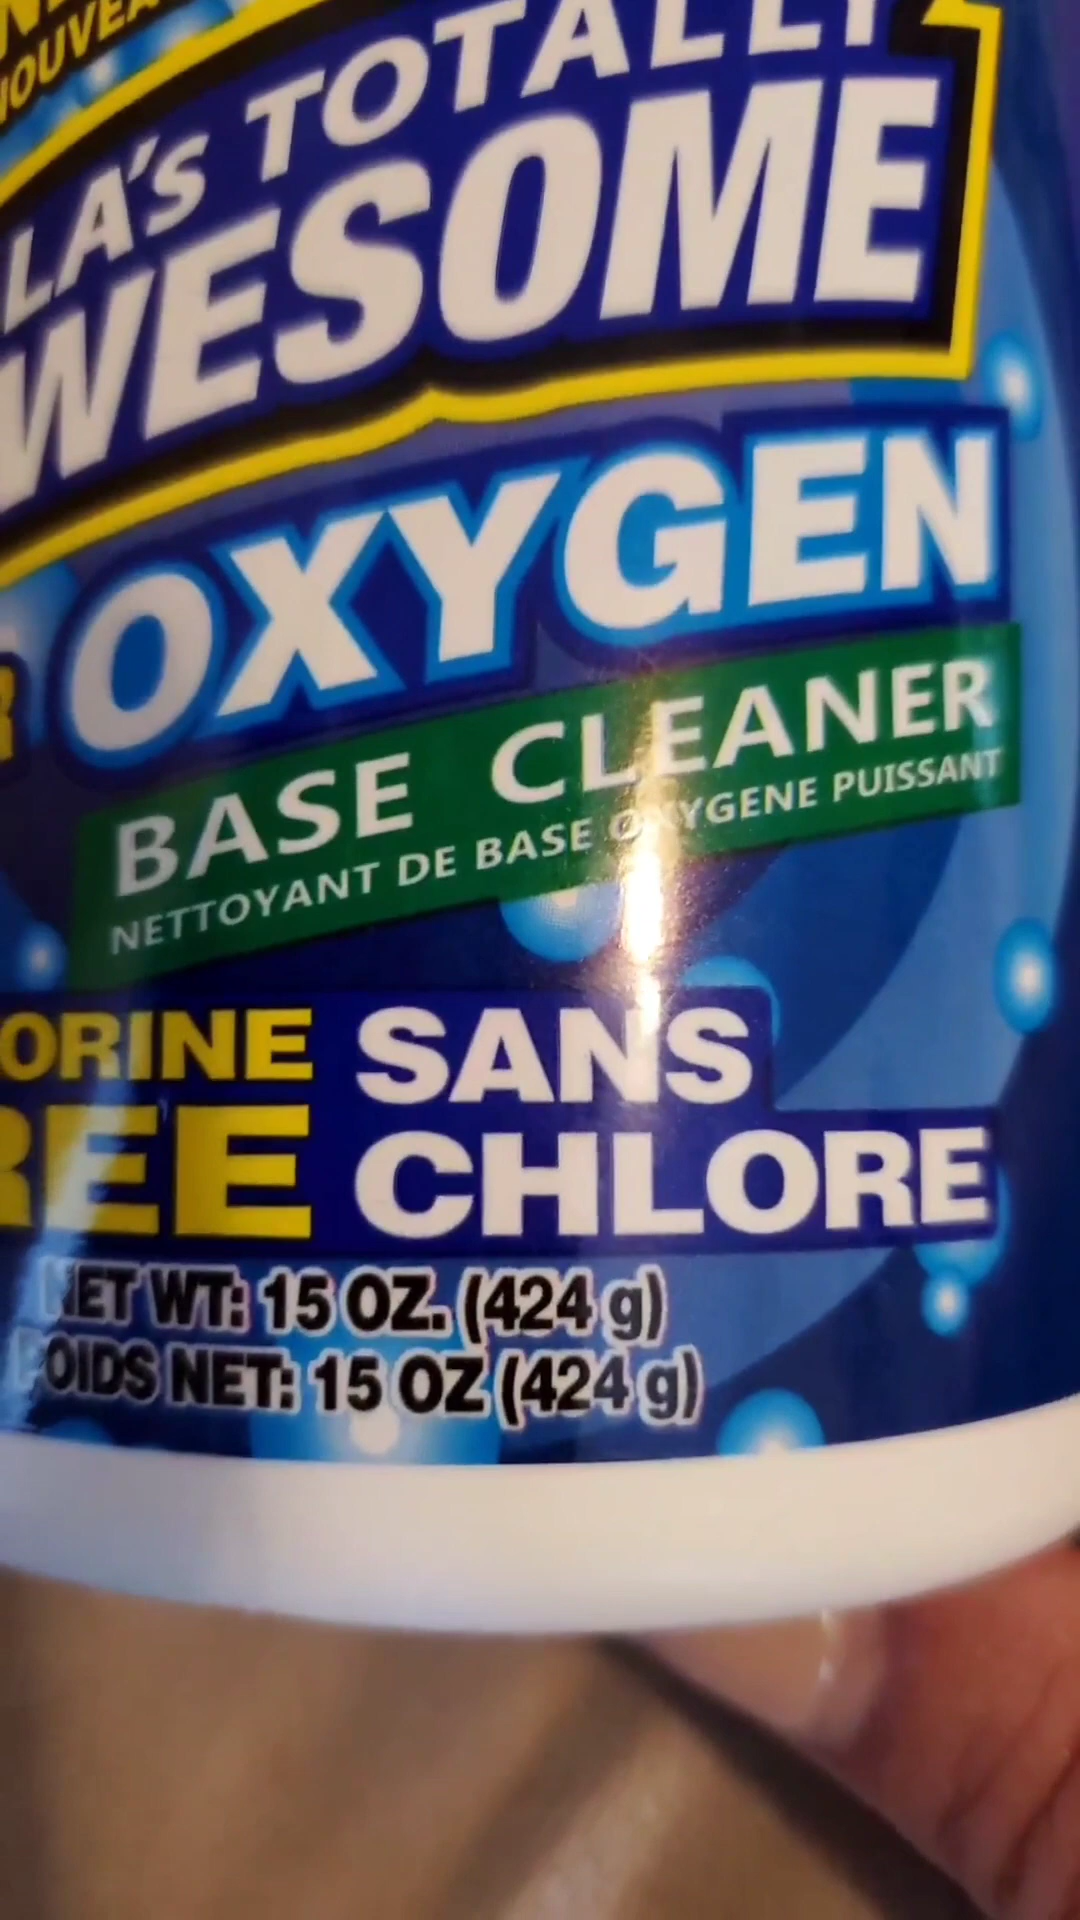 LA'S TOTALLY
WESOME
OXYGEN
BASE CLEANER
NETTOYANT DE BASE OXYGENE PUISSANT
ORINE SANS
REE CHLORE
NET WT: 15 OZ. (424 g)
POIDS NET: 15 OZ (424 g)